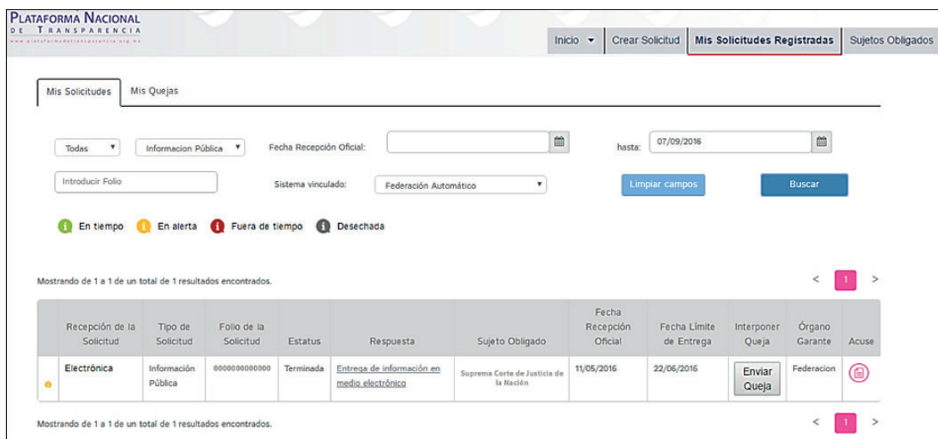 PLATAFORMA NACIONAL
DE TRANSPARENCIA
www.plataformadetransparencia.org.mx
Inicio Crear Solicitud Mis Solicitudes Registradas Sujetos Obligados
Mis Solicitudes Mis Quejas
Todas Informacion Pública Fecha Recepción Oficial: hasta: 07/09/2016
Introducir Folio Sistema vinculado: Federación Automático Limpiar campos Buscar
En tiempo En alerta Fuera de tiempo Desechada
Mostrando de 1 a 1 de un total de 1 resultados encontrados. < 1 >
Recepción de la Solicitud Tipo de Solicitud Folio de la Solicitud Estatus Respuesta Sujeto Obligado Fecha Recepción Oficial Fecha Límite de Entrega Interponer Queja Órgano Garante Acuse
Electrónica Información Pública 0000000000000 Terminada Entrega de información en medio electrónico Suprema Corte de Justicia de la Nación 11/05/2016 22/06/2016 Enviar Queja Federacion
Mostrando de 1 a 1 de un total de 1 resultados encontrados. < 1 >